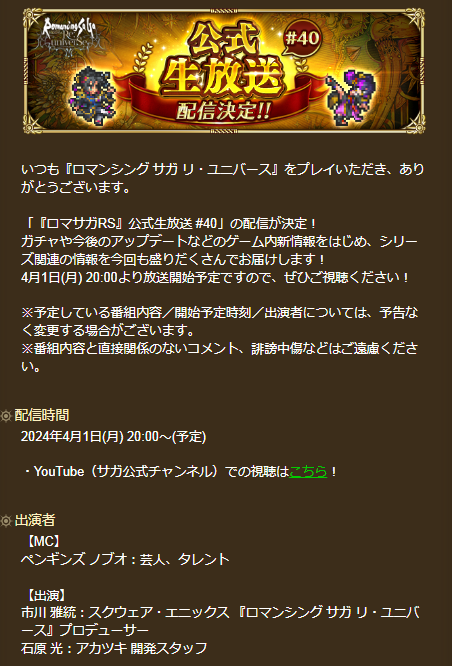 Romancing SaGa
Re
univerSe
公式
生放送
#40
配信決定!!
いつも『ロマンシング サガ リ・ユニバース』をプレイいただき、あり
がとうございます。
「『ロマサガRS』公式生放送 #40」の配信が決定！
ガチャや今後のアップデートなどのゲーム内新情報をはじめ、シリー
ズ関連の情報を今回も盛りだくさんでお届けします！
4月1日(月) 20:00より放送開始予定ですので、ぜひご視聴ください！
※予定している番組内容／開始予定時刻／出演者については、予告な
く変更する場合がございます。
※番組内容と直接関係のないコメント、誹謗中傷などはご遠慮くださ
い。
配信時間
2024年4月1日(月) 20:00～(予定)
・YouTube（サガ公式チャンネル）での視聴はこちら！
出演者
【MC】
ペンギンズ ノブオ：芸人、タレント
【出演】
市川 雅統：スクウェア・エニックス 『ロマンシング サガ リ・ユニバ
ース』プロデューサー
石原 光：アカツキ 開発スタッフ